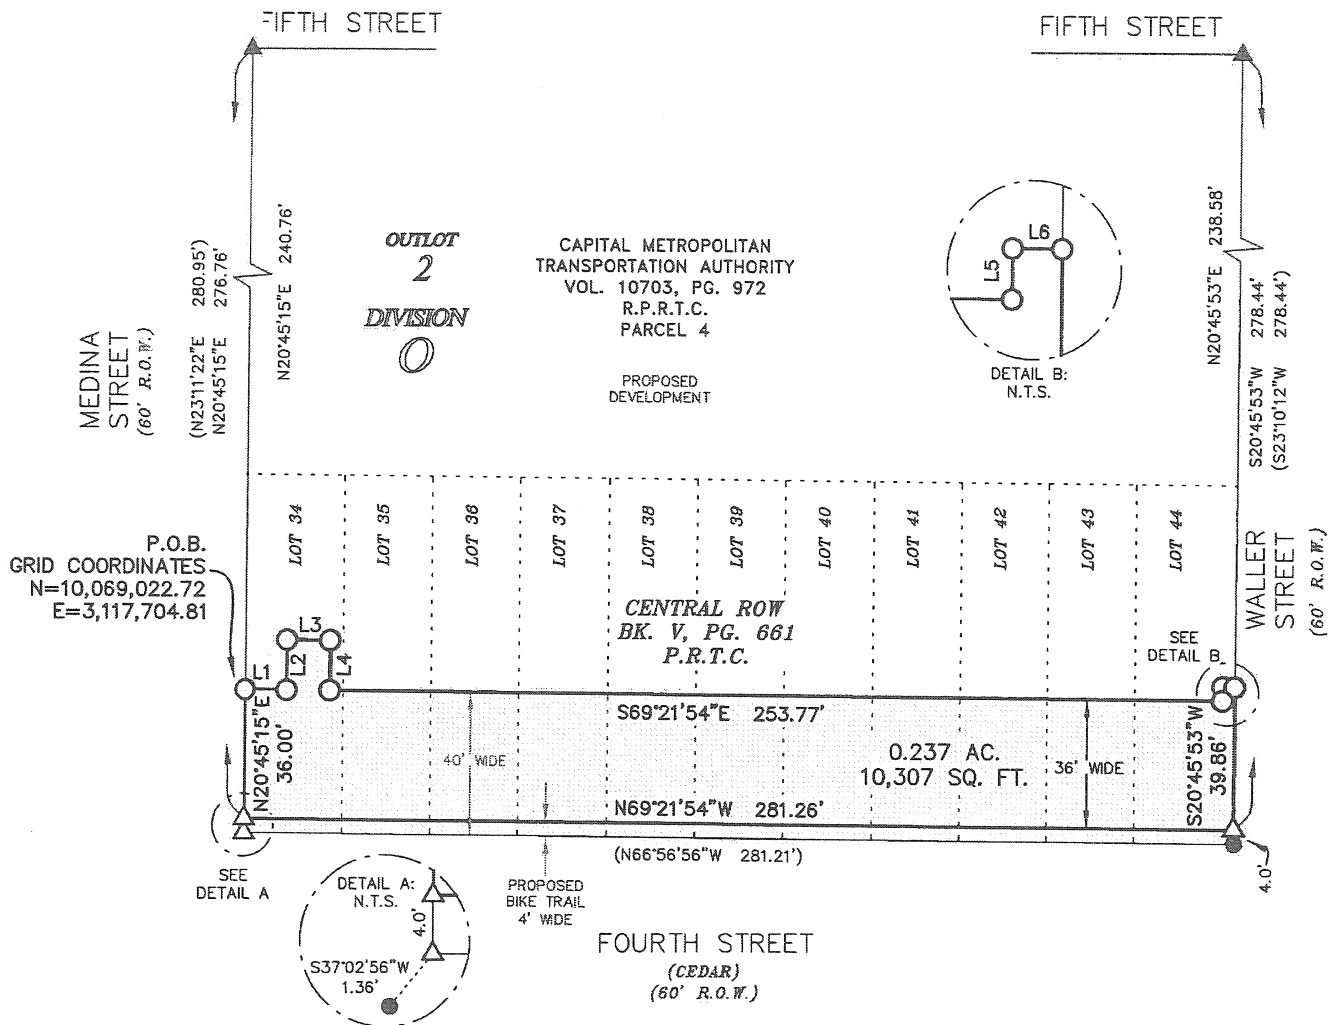 FIFTH STREET
FIFTH STREET
MEDINA
STREET
(60' R.O.W.)
(N23°11'22"E 280.95')
N20°45'15"E 276.76'
N20°45'15"E 240.76'
OUTLOT
2
DIVISION
O
CAPITAL METROPOLITAN
TRANSPORTATION AUTHORITY
VOL. 10703, PG. 972
R.P.R.T.C.
PARCEL 4
PROPOSED
DEVELOPMENT
L6
L5
DETAIL B:
N.T.S.
N20°45'53"E 238.58'
S20°45'53"W 278.44'
(S23°10'12"W 278.44')
LOT 34
LOT 35
LOT 36
LOT 37
LOT 38
LOT 39
LOT 40
LOT 41
LOT 42
LOT 43
LOT 44
P.O.B.
GRID COORDINATES
N=10,069,022.72
E=3,117,704.81
WALLER
STREET
(60' R.O.W.)
CENTRAL ROW
BK. V, PG. 661
P.R.T.C.
SEE
DETAIL B
L1
L2
L3
L4
N20°45'15"E
36.00'
S69°21'54"E 253.77'
40' WIDE
0.237 AC.
10,307 SQ. FT.
36' WIDE
S20°45'53"W
39.86'
N69°21'54"W 281.26'
(N66°56'56"W 281.21')
SEE
DETAIL A
DETAIL A:
N.T.S.
4.0'
S37°02'56"W
1.36'
PROPOSED
BIKE TRAIL
4' WIDE
4.0'
FOURTH STREET
(CEDAR)
(60' R.O.W.)